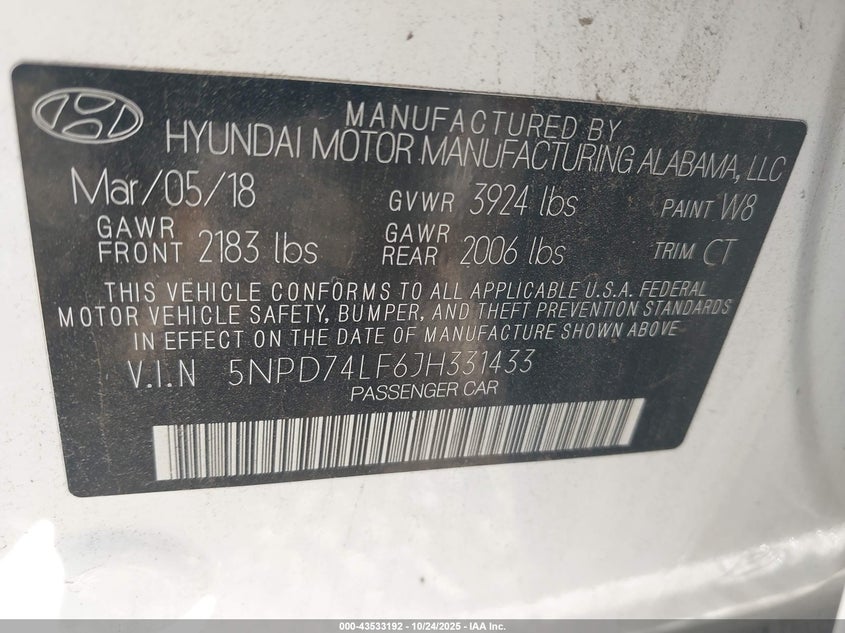 MANUFACTURED BY
HYUNDAI MOTOR MANUFACTURING ALABAMA, LLC
Mar/05/18 GVWR 3924 lbs PAINT W8
GAWR FRONT 2183 lbs GAWR REAR 2006 lbs TRIM CT
THIS VEHICLE CONFORMS TO ALL APPLICABLE U.S.A. FEDERAL
MOTOR VEHICLE SAFETY, BUMPER, AND THEFT PREVENTION STANDARDS
IN EFFECT ON THE DATE OF MANUFACTURE SHOWN ABOVE
V.I.N 5NPD74LF6JH331433
PASSENGER CAR
000-43533192 - 10/24/2025 - IAA Inc.